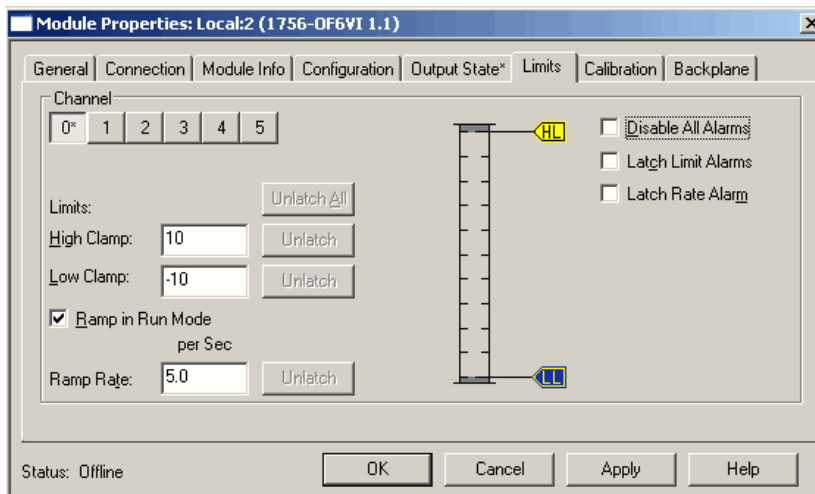 Module Properties: Local:2 (1756-OF6VI 1.1)
General Connection Module Info Configuration Output State* Limits Calibration Backplane
Channel
0* 1 2 3 4 5
HL
Disable All Alarms
Latch Limit Alarms
Latch Rate Alarm
Limits:
Unlatch All
High Clamp: 10 Unlatch
Low Clamp: -10 Unlatch
Ramp in Run Mode
per Sec
Ramp Rate: 5.0 Unlatch
LL
Status: Offline
OK Cancel Apply Help